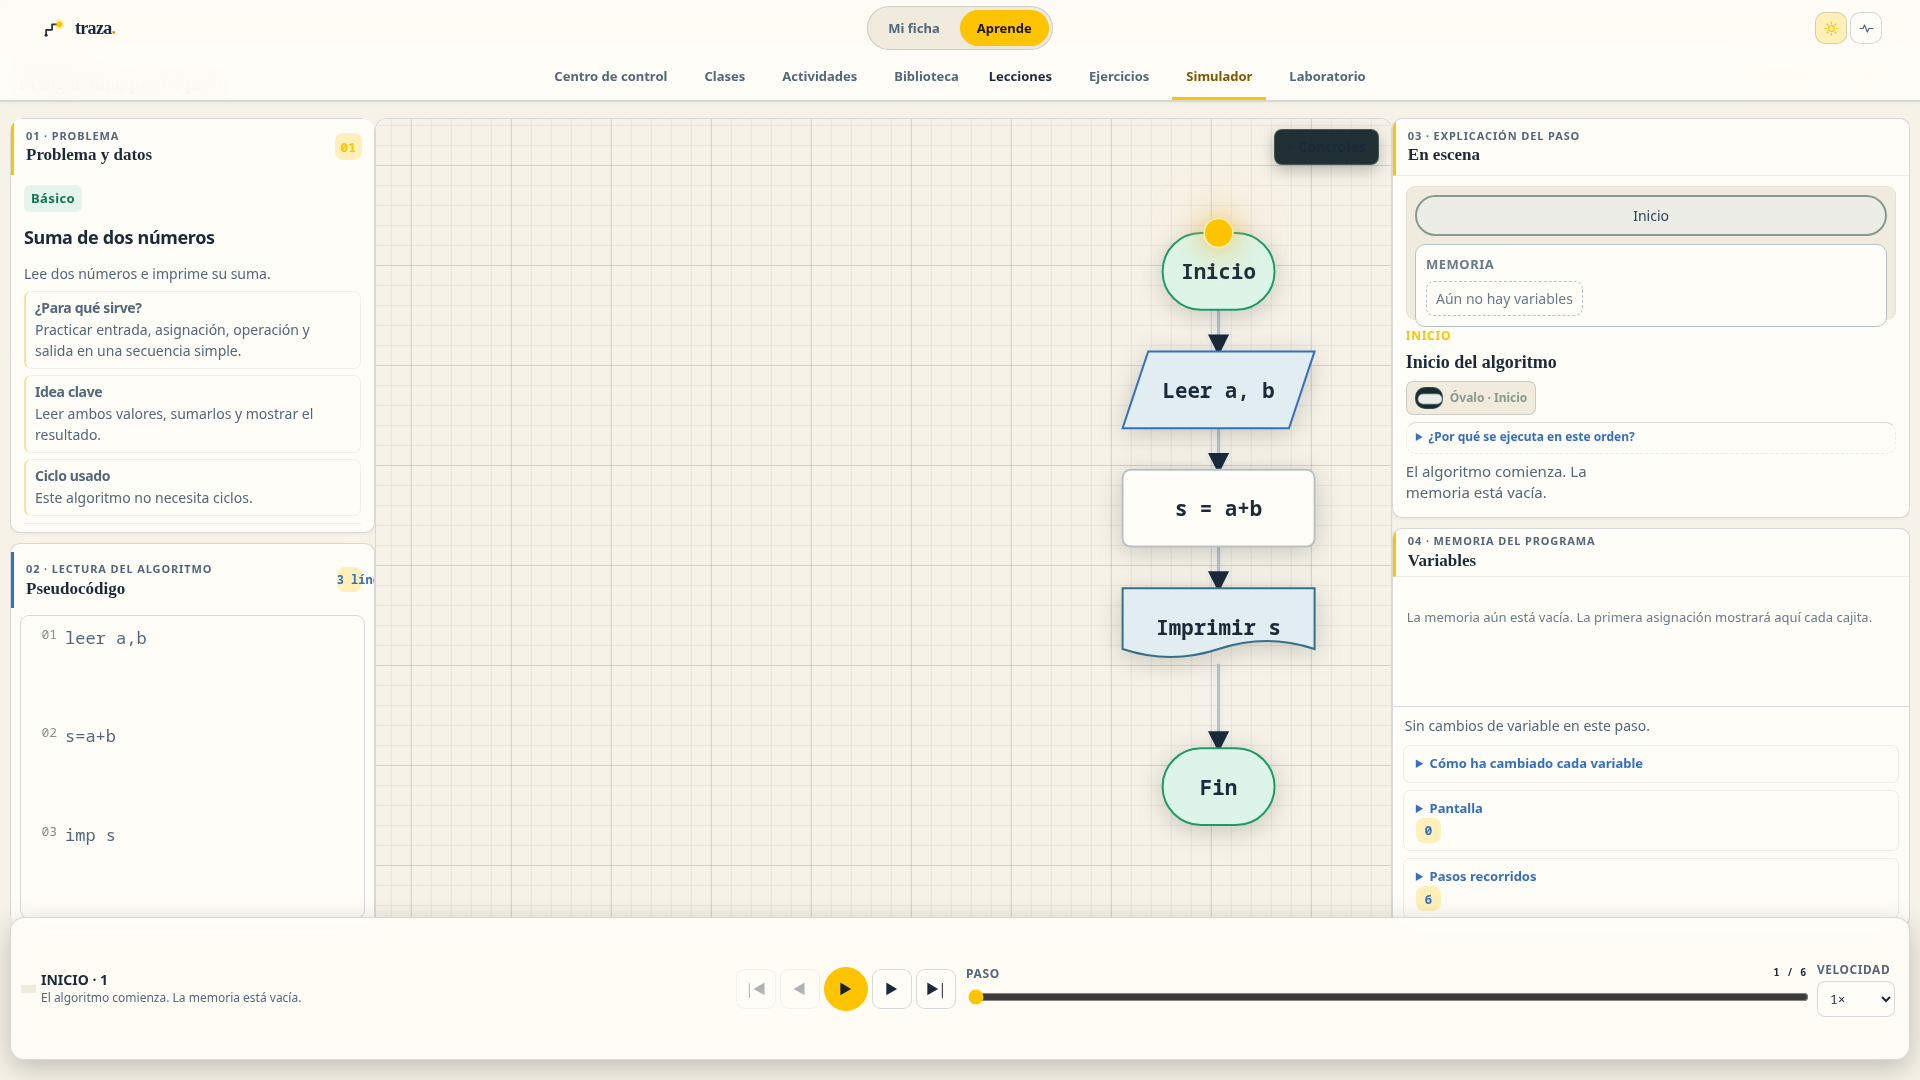 traza.
Mi ficha
Aprende
Centro de control
Clases
Actividades
Biblioteca
Lecciones
Ejercicios
Simulador
Laboratorio
01 · PROBLEMA
Problema y datos
01
Básico
Suma de dos números
Lee dos números e imprime su suma.
¿Para qué sirve?
Practicar entrada, asignación, operación y
salida en una secuencia simple.
Idea clave
Leer ambos valores, sumarlos y mostrar el
resultado.
Ciclo usado
Este algoritmo no necesita ciclos.
02 · LECTURA DEL ALGORITMO
Pseudocódigo
3 lín
01 leer a,b
02 s=a+b
03 imp s
Controles
Inicio
Leer a, b
s = a+b
Imprimir s
Fin
03 · EXPLICACIÓN DEL PASO
En escena
Inicio
MEMORIA
Aún no hay variables
INICIO
Inicio del algoritmo
Óvalo · Inicio
¿Por qué se ejecuta en este orden?
El algoritmo comienza. La
memoria está vacía.
04 · MEMORIA DEL PROGRAMA
Variables
La memoria aún está vacía. La primera asignación mostrará aquí cada cajita.
Sin cambios de variable en este paso.
Cómo ha cambiado cada variable
Pantalla
0
Pasos recorridos
6
INICIO · 1
El algoritmo comienza. La memoria está vacía.
PASO
1 / 6
VELOCIDAD
1×